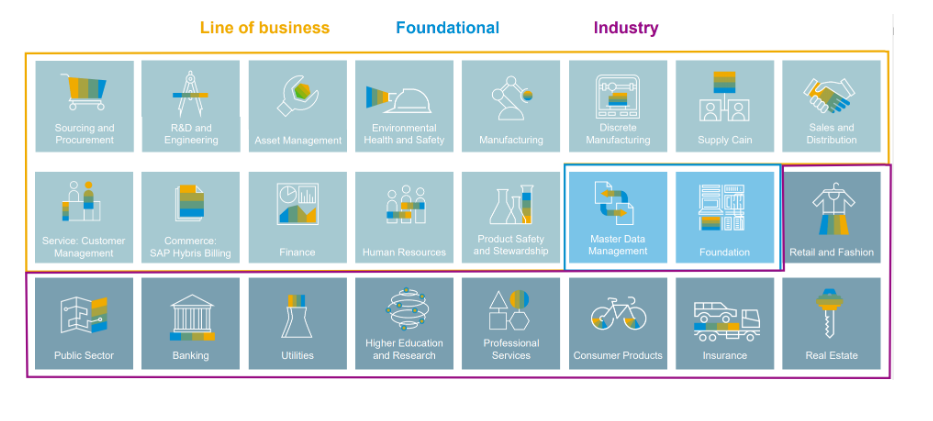 Line of business
Foundational
Industry
Sourcing and
Procurement
R&D and
Engineering
Asset Management
Environmental
Health and Safety
Manufacturing
Discrete
Manufacturing
Supply Cain
Sales and
Distribution
Service: Customer
Management
Commerce:
SAP Hybris Billing
Finance
Human Resources
Product Safety
and Stewardship
Master Data
Management
Foundation
Retail and Fashion
Public Sector
Banking
Utilities
Higher Education
and Research
Professional
Services
Consumer Products
Insurance
Real Estate